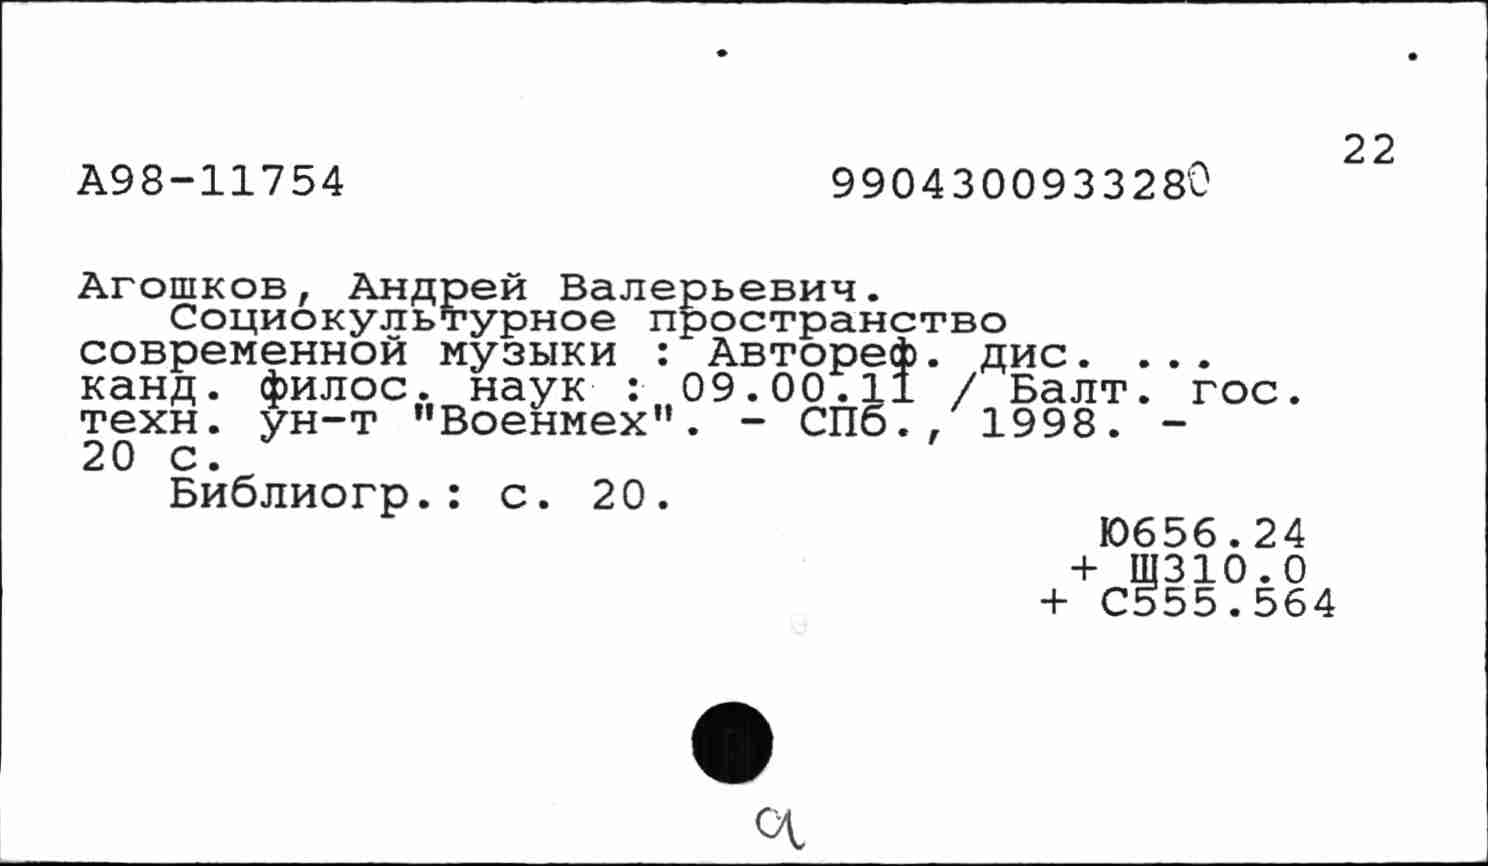 22
А98-11754 9904300933280
Агошков, Андрей Валерьевич.
Социокультурное пространство
современной музыки : Автореф. дис. ...
канд. филос. наук : 09.00.11 / Балт. гос.
техн. ун-т "Военмех". - СПб., 1998. -
20 с.
Библиогр.: с. 20.
Ю656.24
+ Щ310.0
+ С555.564
а